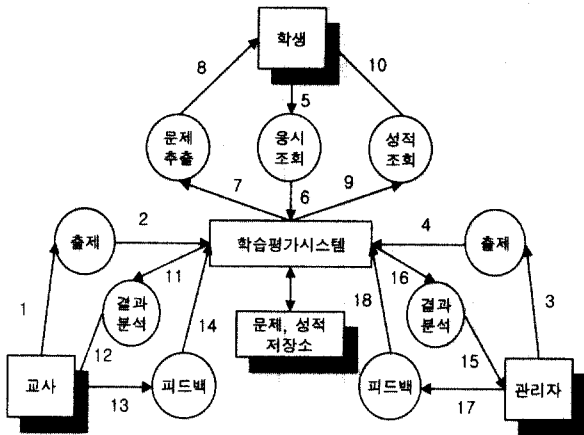 학생
8
10
5
문제
추출
응시
조회
성적
조회
7
6
9
2
4
출제
학습평가시스템
출제
11
16
1
결과
분석
14
문제, 성적
저장소
18
결과
분석
3
12
15
교사
13
피드백
피드백
17
관리자